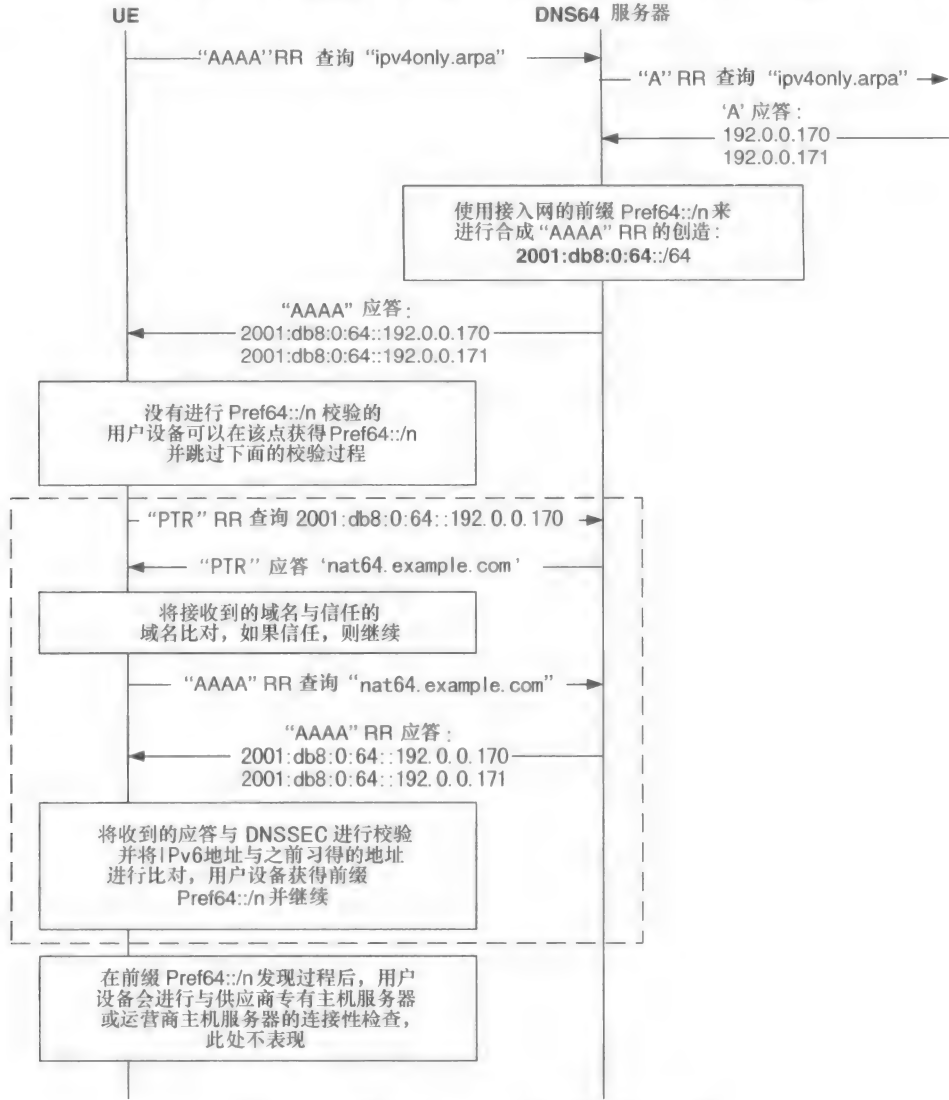 UE
DNS64 服务器
“AAAA”RR 查询 “ipv4only.arpa”
“A” RR 查询 “ipv4only.arpa”
‘A’ 应答：
192.0.0.170
192.0.0.171
使用接入网的前缀 Pref64::/n 来
进行合成 “AAAA” RR 的创造：
2001:db8:0:64::/64
“AAAA” 应答：
2001:db8:0:64::192.0.0.170
2001:db8:0:64::192.0.0.171
没有进行 Pref64::/n 校验的
用户设备可以在该点获得 Pref64::/n
并跳过下面的校验过程
“PTR” RR 查询 2001:db8:0:64::192.0.0.170
“PTR” 应答 ‘nat64.example.com’
将接收到的域名与信任的
域名比对，如果信任，则继续
“AAAA” RR 查询 “nat64.example.com”
“AAAA” RR 应答：
2001:db8:0:64::192.0.0.170
2001:db8:0:64::192.0.0.171
将收到的应答与 DNSSEC 进行校验
并将IPv6地址与之前习得的地址
进行比对，用户设备获得前缀
Pref64::/n 并继续
在前缀 Pref64::/n 发现过程后，用户
设备会进行与供应商专有主机服务器
或运营商主机服务器的连接性检查，
此处不表现